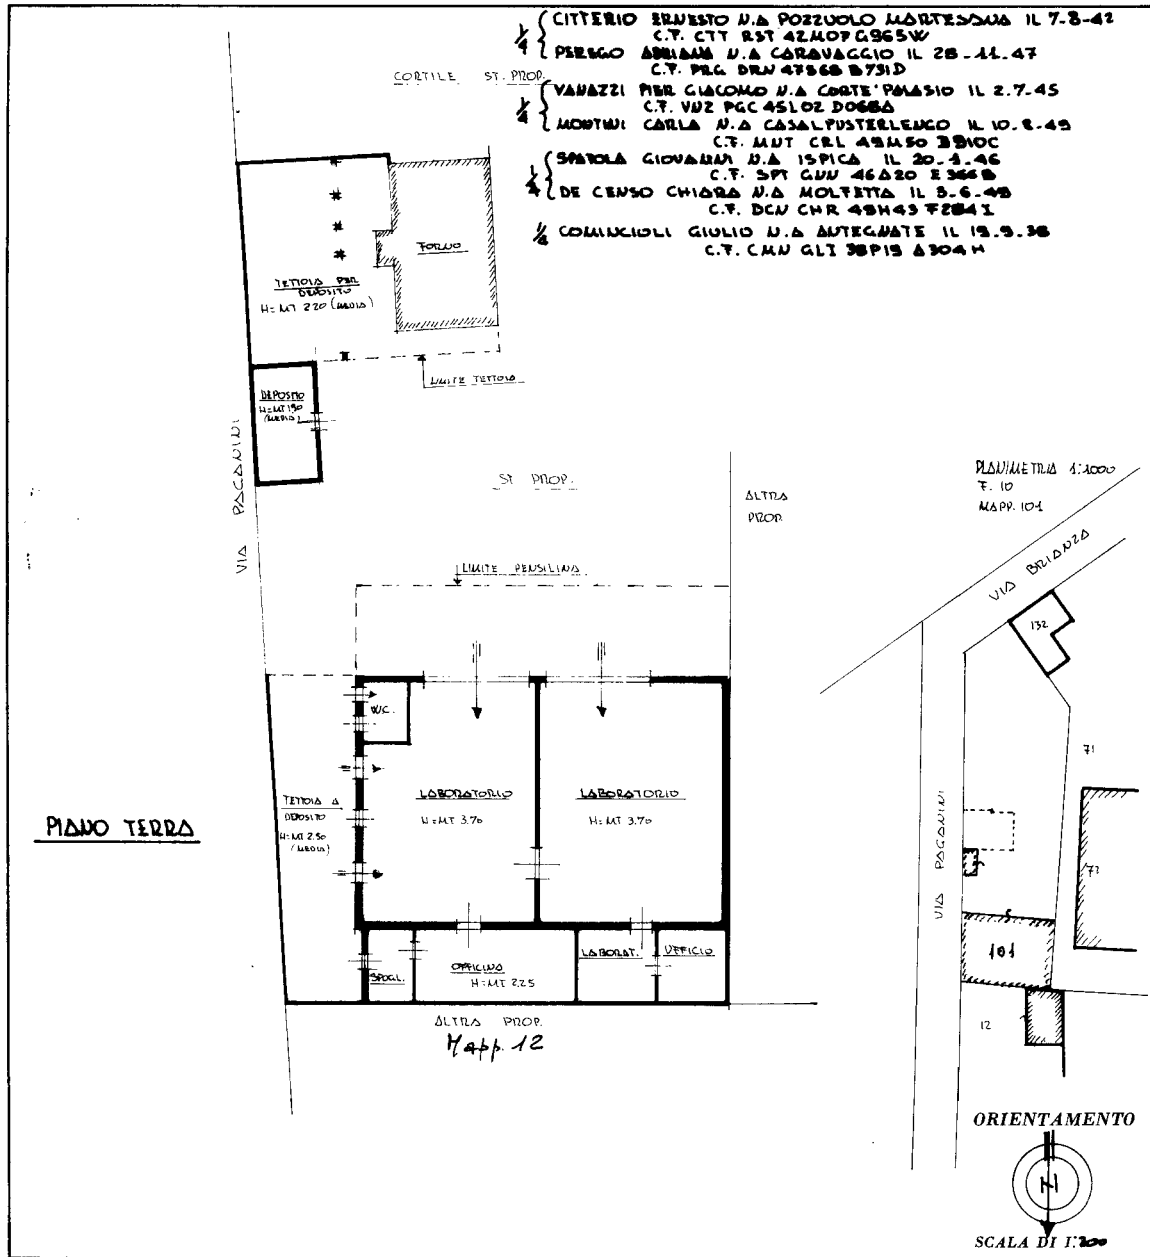 1/4 { CITTERIO ERNESTO N.A POZZUOLO MARTESANA IL 7-8-42
C.F. CTT RST 42M07 G965W
PEREGO ADRIANA N.A CARAVAGGIO IL 28-11-47
C.F. PRG DRN 47S68 B731D
1/4 { VANAZZI PIER GIACOMO N.A CORTE PALASIO IL 2.7-45
C.F. VNZ PGC 45L02 D068A
MONTINI CARLA N.A CASALPUSTERLENGO IL 10-8-49
C.F. MNT CRL 49M50 B910C
1/4 { SPATOLA GIOVANNI N.A ISPICA IL 20-1-46
C.F. SPT GNN 46A20 E366B
DE CENSO CHIARA N.A MOLFETTA IL 3-6-49
C.F. DCN CHR 49H43 F284I
1/4 COMINCIOLI GIULIO N.A ANTEGNATE IL 19-9-38
C.F. CMN GLI 38P19 A304H
CORTILE ST. PROP.
FORNO
TETTOIA PER
DEPOSITO
H=MT 2.20 (MEDIA)
LIMITE TETTOIA
DEPOSITO
H=MT 1.90
(MEDIA)
VIA PAGANINI
ST. PROP.
ALTRA
PROP.
PLANIMETRIA 1:1000
F. 10
MAPP. 101
VIA BRIANZA
132
LIMITE PENSILINA
W.C.
71
LABORATORIO
H=MT 3.70
LABORATORIO
H=MT 3.70
TETTOIA A
DEPOSITO
H=MT 2.50
(MEDIA)
PIANO TERRA
VIA PAGANINI
73
101
SPOGL.
OFFICINA
H=MT 2.25
LABORAT.
UFFICIO
ALTRA PROP.
Mapp. 12
12
ORIENTAMENTO
N
SCALA DI 1:200